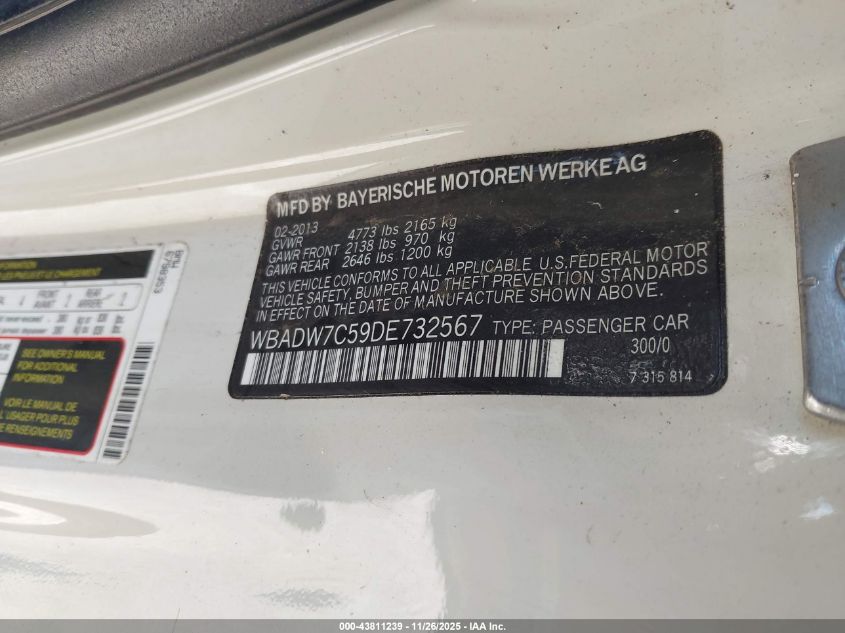 MFD BY BAYERISCHE MOTOREN WERKE AG
02-2013
GVWR 4773 lbs 2165 kg
GAWR FRONT 2138 lbs 970 kg
GAWR REAR 2646 lbs 1200 kg
THIS VEHICLE CONFORMS TO ALL APPLICABLE U.S.FEDERAL MOTOR
VEHICLE SAFETY, BUMPER AND THEFT PREVENTION STANDARDS
IN EFFECT ON THE DATE OF MANUFACTURE SHOWN ABOVE.
WBADW7C59DE732567 TYPE: PASSENGER CAR
300/0
7 315 814
SEE OWNER'S MANUAL
FOR ADDITIONAL
INFORMATION
VOIR LE MANUEL DE
L'USAGER POUR PLUS
DE RENSEIGNEMENTS
000-43811239 - 11/26/2025 - IAA Inc.